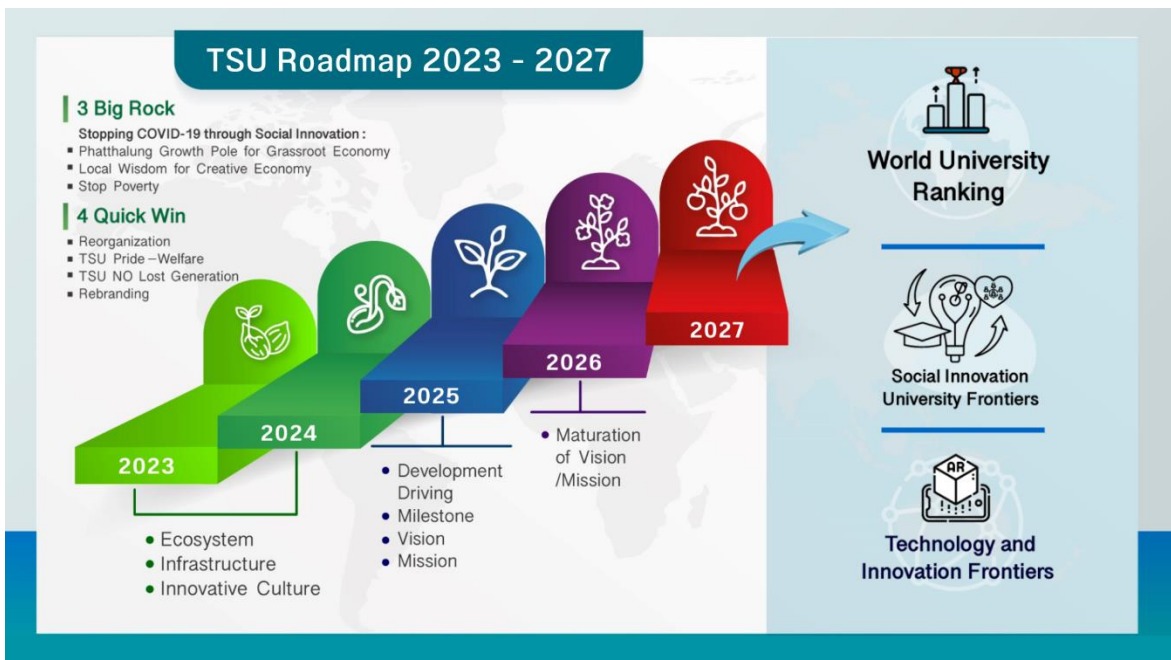 TSU Roadmap 2023 - 2027
3 Big Rock
Stopping COVID-19 through Social Innovation :
▪ Phatthalung Growth Pole for Grassroot Economy
▪ Local Wisdom for Creative Economy
▪ Stop Poverty
4 Quick Win
▪ Reorganization
▪ TSU Pride –Welfare
▪ TSU NO Lost Generation
▪ Rebranding
2023
2024
2025
2026
2027
● Ecosystem
● Infrastructure
● Innovative Culture
● Development
Driving
● Milestone
● Vision
● Mission
● Maturation
of Vision
/Mission
World University
Ranking
Social Innovation
University Frontiers
AR
Technology and
Innovation Frontiers